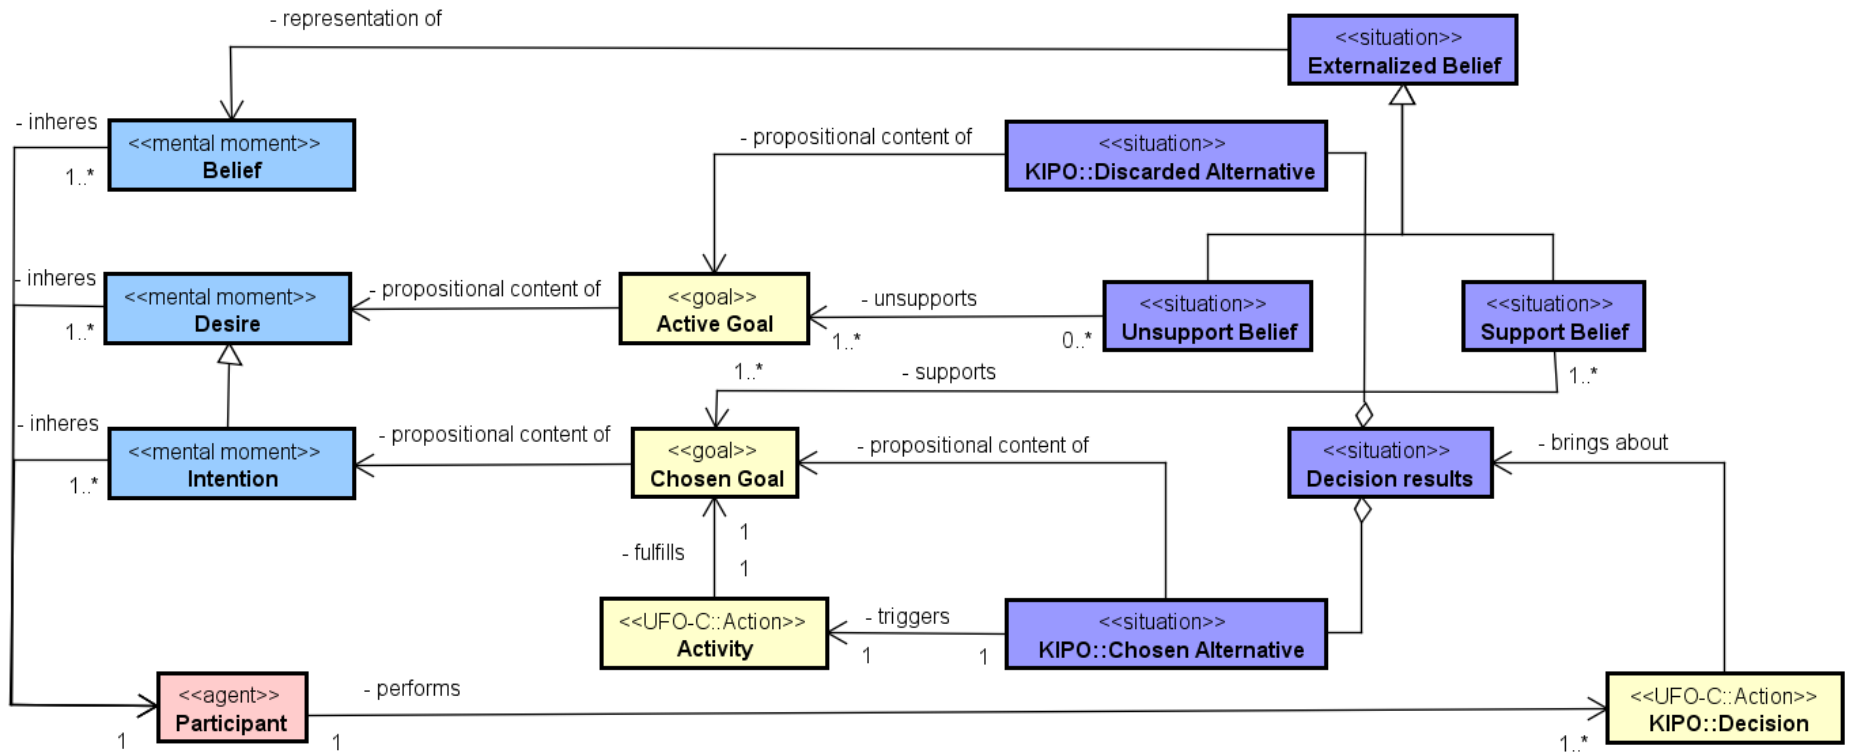 - representation of
<<situation>>
Externalized Belief
- inheres
<<mental moment>>
Belief
1..*
- propositional content of
<<situation>>
KIPO::Discarded Alternative
- inheres
<<mental moment>>
Desire
1..*
- propositional content of
<<goal>>
Active Goal
- unsupports
1..*
0..*
<<situation>>
Unsupport Belief
<<situation>>
Support Belief
1..*
- supports
1..*
- inheres
<<mental moment>>
Intention
1..*
- propositional content of
<<goal>>
Chosen Goal
- propositional content of
<<situation>>
Decision results
- brings about
1
- fulfills
1
<<UFO-C::Action>>
Activity
- triggers
1
1
<<situation>>
KIPO::Chosen Alternative
<<agent>>
Participant
1
- performs
1
1..*
<<UFO-C::Action>>
KIPO::Decision